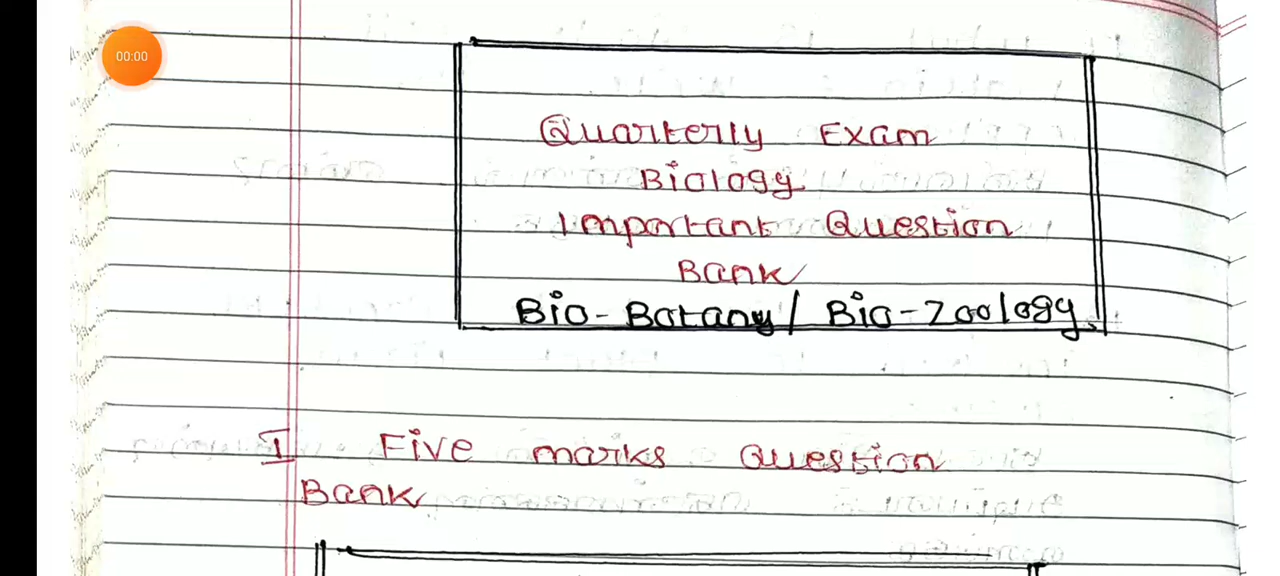 00:00
Quarterly Exam
Biology
Important Question
Bank
Bio-Botany / Bio-Zoology.
I Five marks Question
Bank